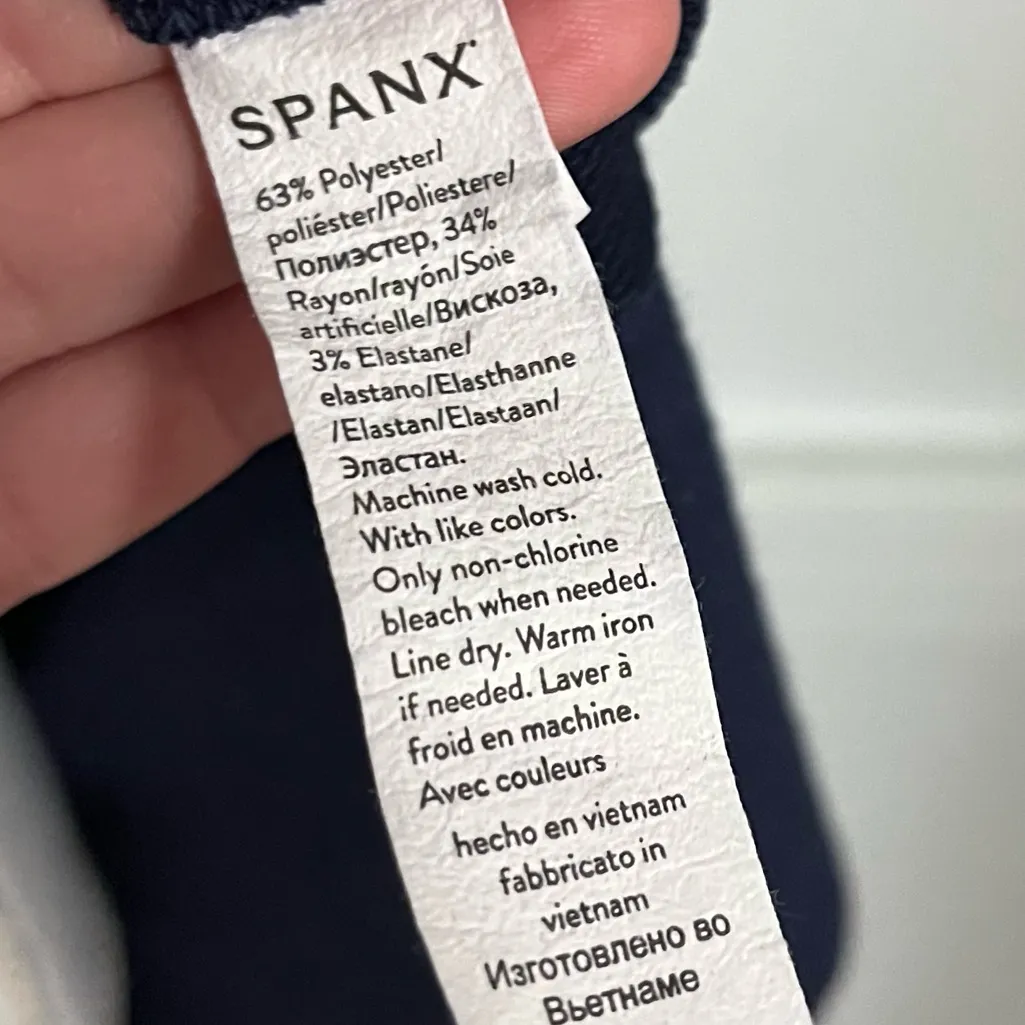 SPANX®
63% Polyester/
poliéster/Poliestere/
Полиэстер, 34%
Rayon/rayón/Soie
artificielle/Вискоза,
3% Elastane/
elastano/Elasthanne
/Elastan/Elastaan/
Эластан.
Machine wash cold.
With like colors.
Only non-chlorine
bleach when needed.
Line dry. Warm iron
if needed. Laver à
froid en machine.
Avec couleurs
hecho en vietnam
fabbricato in
vietnam
Изготовлено во
Вьетнаме